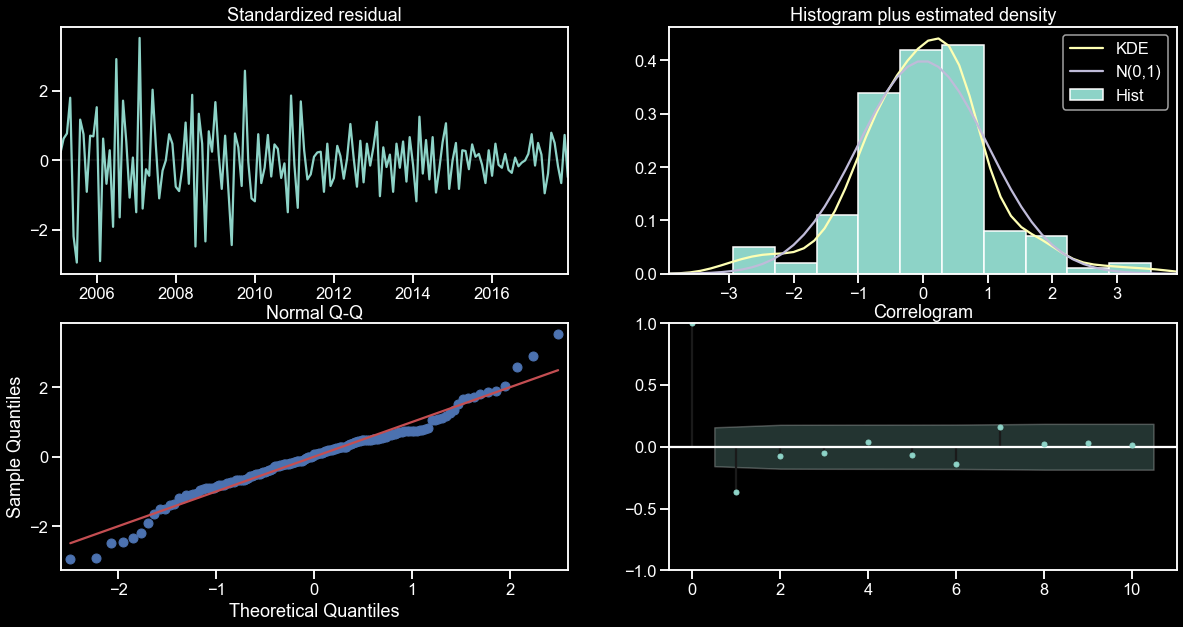 Standardized residual
2
0
−2
2006 2008 2010 2012 2014 2016
Histogram plus estimated density
0.4
0.3
0.2
0.1
0.0
−3 −2 −1 0 1 2 3
KDE
N(0,1)
Hist
Normal Q-Q
Sample Quantiles
2
0
−2
−2 −1 0 1 2
Theoretical Quantiles
Correlogram
1.0
0.5
0.0
−0.5
−1.0
0 2 4 6 8 10